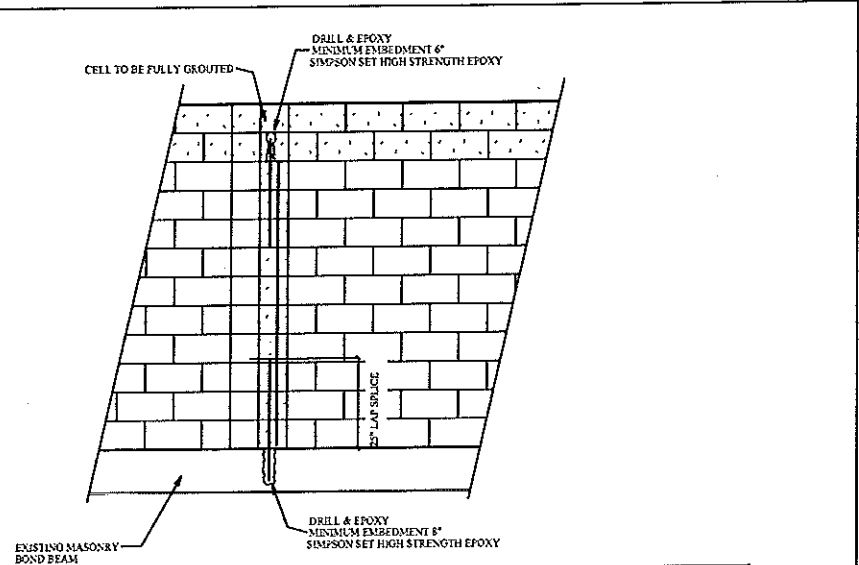 DRILL & EPOXY
MINIMUM EMBEDMENT 6"
SIMPSON SET HIGH STRENGTH EPOXY
CELL TO BE FULLY GROUTED
25" LAP SPLICE
DRILL & EPOXY
MINIMUM EMBEDMENT 8"
SIMPSON SET HIGH STRENGTH EPOXY
EXISTING MASONRY
BOND BEAM